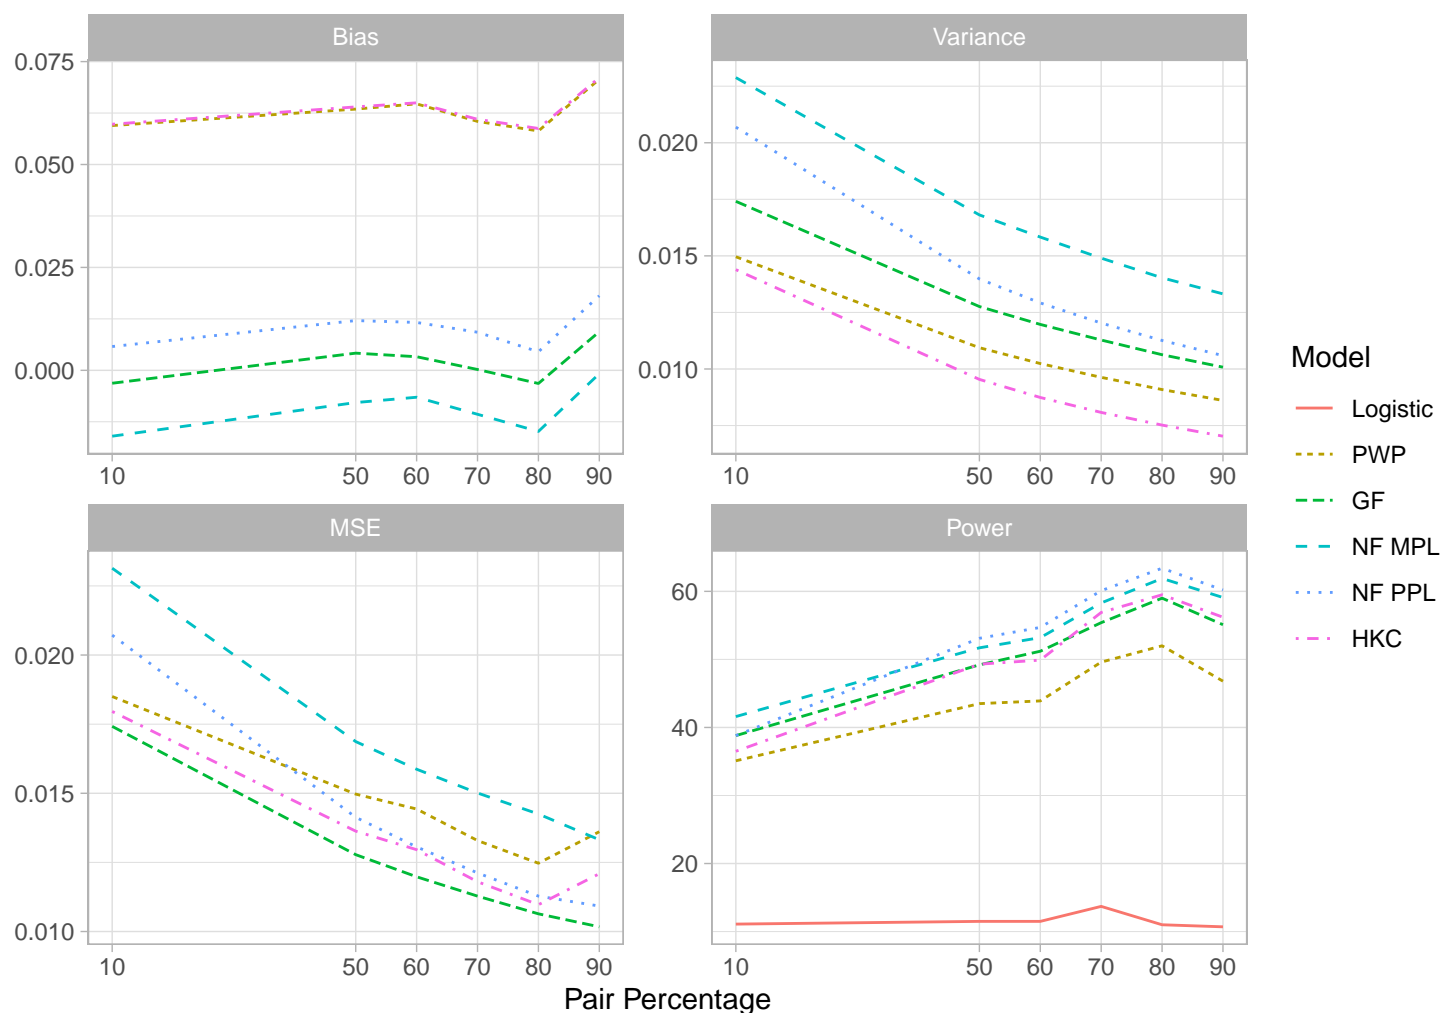 Bias
0.075
0.050
0.025
0.000
10 50 60 70 80 90
Variance
0.020
0.015
0.010
10 50 60 70 80 90
MSE
0.020
0.015
0.010
10 50 60 70 80 90
Power
60
40
20
10 50 60 70 80 90
Pair Percentage
Model
Logistic
PWP
GF
NF MPL
NF PPL
HKC